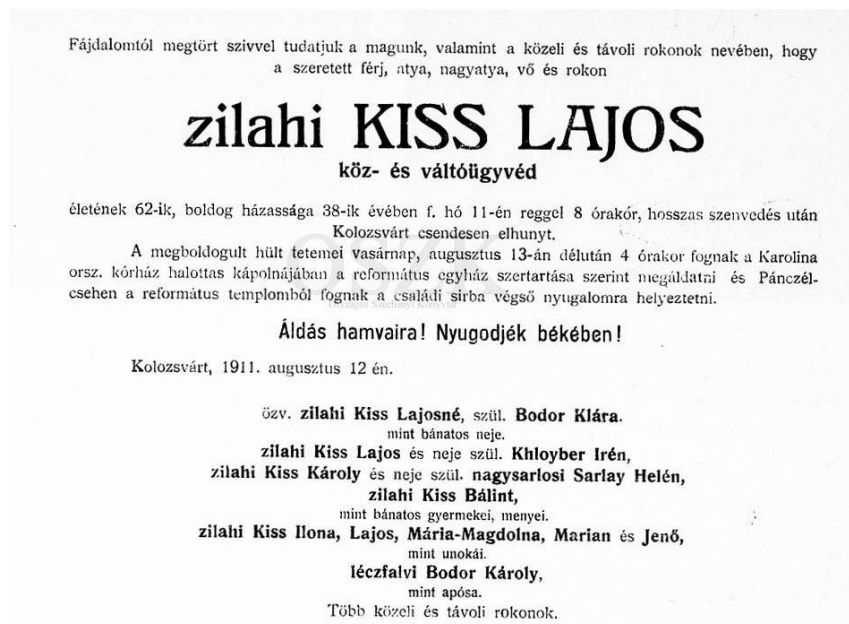 Fájdalomtól megtört szivvel tudatjuk a magunk, valamint a közeli és távoli rokonok nevében, hogy
a szeretett férj, atya, nagyatya, vő és rokon
zilahi KISS LAJOS
köz- és váltóügyvéd
életének 62-ik, boldog házassága 38-ik évében f. hó 11-én reggel 8 órakór, hosszas szenvedés után
Kolozsvárt csendesen elhunyt.
A megboldogult hült tetemei vasárnap, augusztus 13-án délután 4 órakor fognak a Karolina
orsz. kórház halottas kápolnájában a református egyház szertartása szerint megáldatni és Pánczél-
csehen a református templomból fognak a családi sirba végső nyugalomra helyeztetni.
OSZK
Országos Széchényi Könyvtár
Áldás hamvaira! Nyugodjék békében!
Kolozsvárt, 1911. augusztus 12 én.
özv. zilahi Kiss Lajosné, szül. Bodor Klára.
mint bánatos neje.
zilahi Kiss Lajos és neje szül. Khloyber Irén,
zilahi Kiss Károly és neje szül. nagysarlosi Sarlay Helén,
zilahi Kiss Bálint,
mint bánatos gyermekei, menyei.
zilahi Kiss Ilona, Lajos, Mária-Magdolna, Marian és Jenő,
mint unokái.
léczfalvi Bodor Károly,
mint apósa.
Több közeli és távoli rokonok.